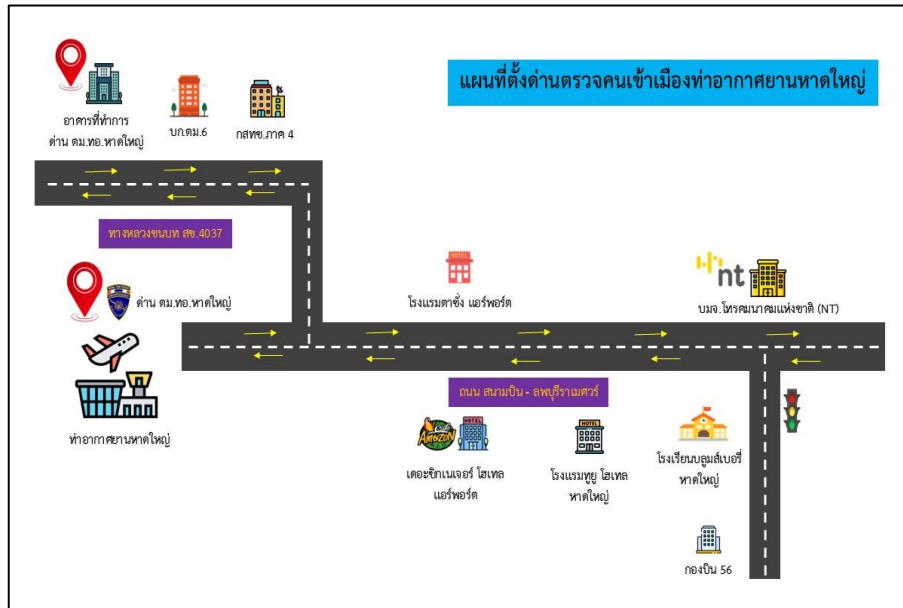 แผนที่ตั้งด่านตรวจคนเข้าเมืองท่าอากาศยานหาดใหญ่
อาคารที่ทำการ
ด่าน ตม.ทอ.หาดใหญ่
บก.ตม.6
กสทช.ภาค 4
ทางหลวงชนบท สข.4037
ด่าน ตม.ทอ.หาดใหญ่
ท่าอากาศยานหาดใหญ่
HOTEL
โรงแรมตาชั่ง แอร์พอร์ต
nt
บมจ.โทรคมนาคมแห่งชาติ (NT)
ถนน สนามบิน - ลพบุรีราเมศวร์
Café
Amazon
HOTEL
เดอะซิกเนเจอร์ โฮเทล
แอร์พอร์ต
HOTEL
โรงแรมทูยู โฮเทล
หาดใหญ่
โรงเรียนบลูมส์เบอรี่
หาดใหญ่
กองบิน 56